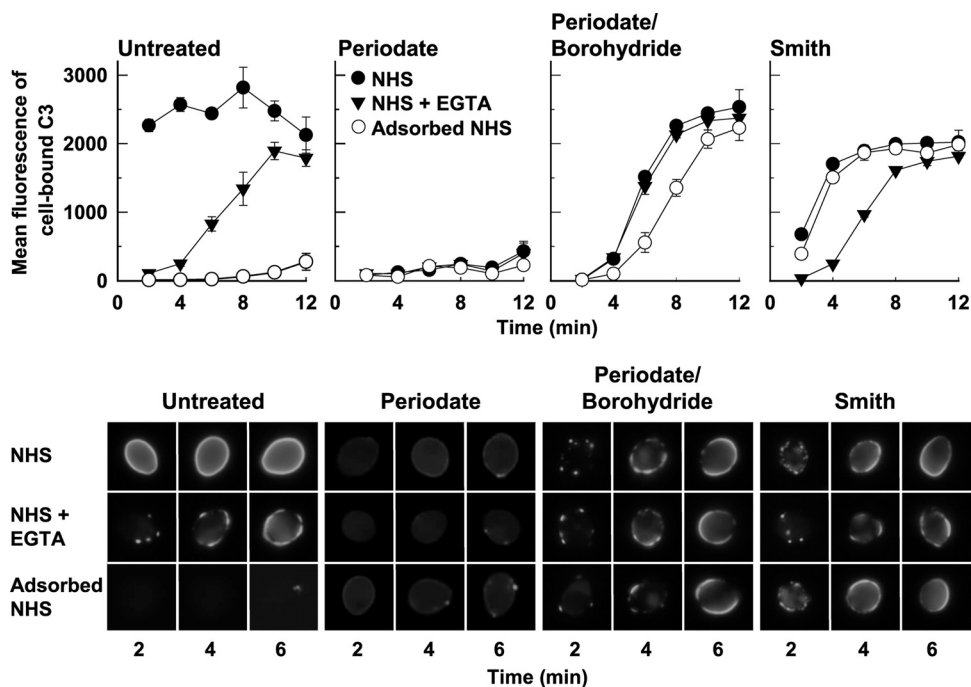 Untreated
Periodate
Periodate/
Borohydride
Smith
Mean fluorescence of
cell-bound C3
3000
2000
1000
0
NHS
NHS + EGTA
Adsorbed NHS
0 4 8 12
0 4 8 12
0 4 8 12
0 4 8 12
Time (min)
Untreated
Periodate
Periodate/
Borohydride
Smith
NHS
NHS +
EGTA
Adsorbed
NHS
2 4 6
2 4 6
2 4 6
2 4 6
Time (min)